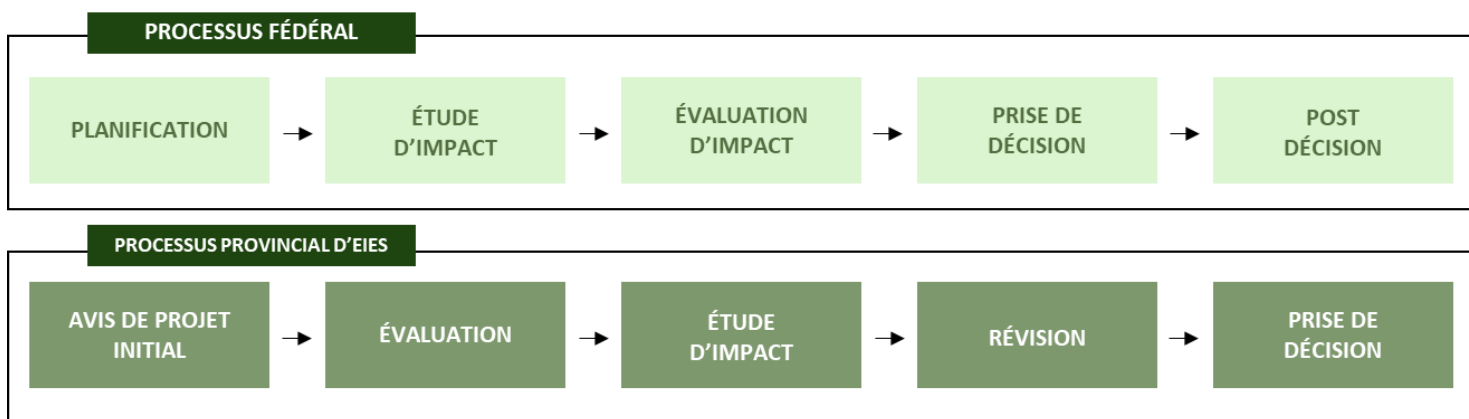 PROCESSUS FÉDÉRAL
PLANIFICATION
ÉTUDE
D'IMPACT
ÉVALUATION
D'IMPACT
PRISE DE
DÉCISION
POST
DÉCISION
PROCESSUS PROVINCIAL D'EIES
AVIS DE PROJET
INITIAL
ÉVALUATION
ÉTUDE
D'IMPACT
RÉVISION
PRISE DE
DÉCISION